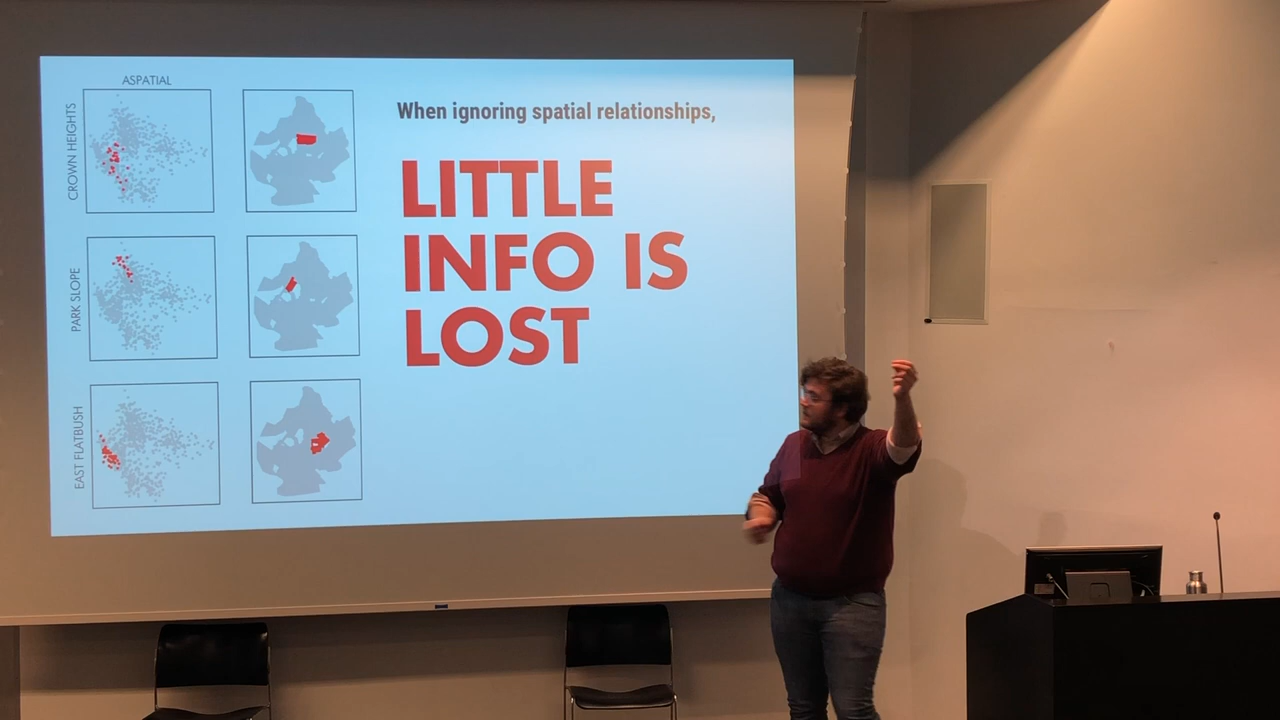 ASPATIAL
CROWN HEIGHTS
PARK SLOPE
EAST FLATBUSH
When ignoring spatial relationships,
LITTLE
INFO IS
LOST